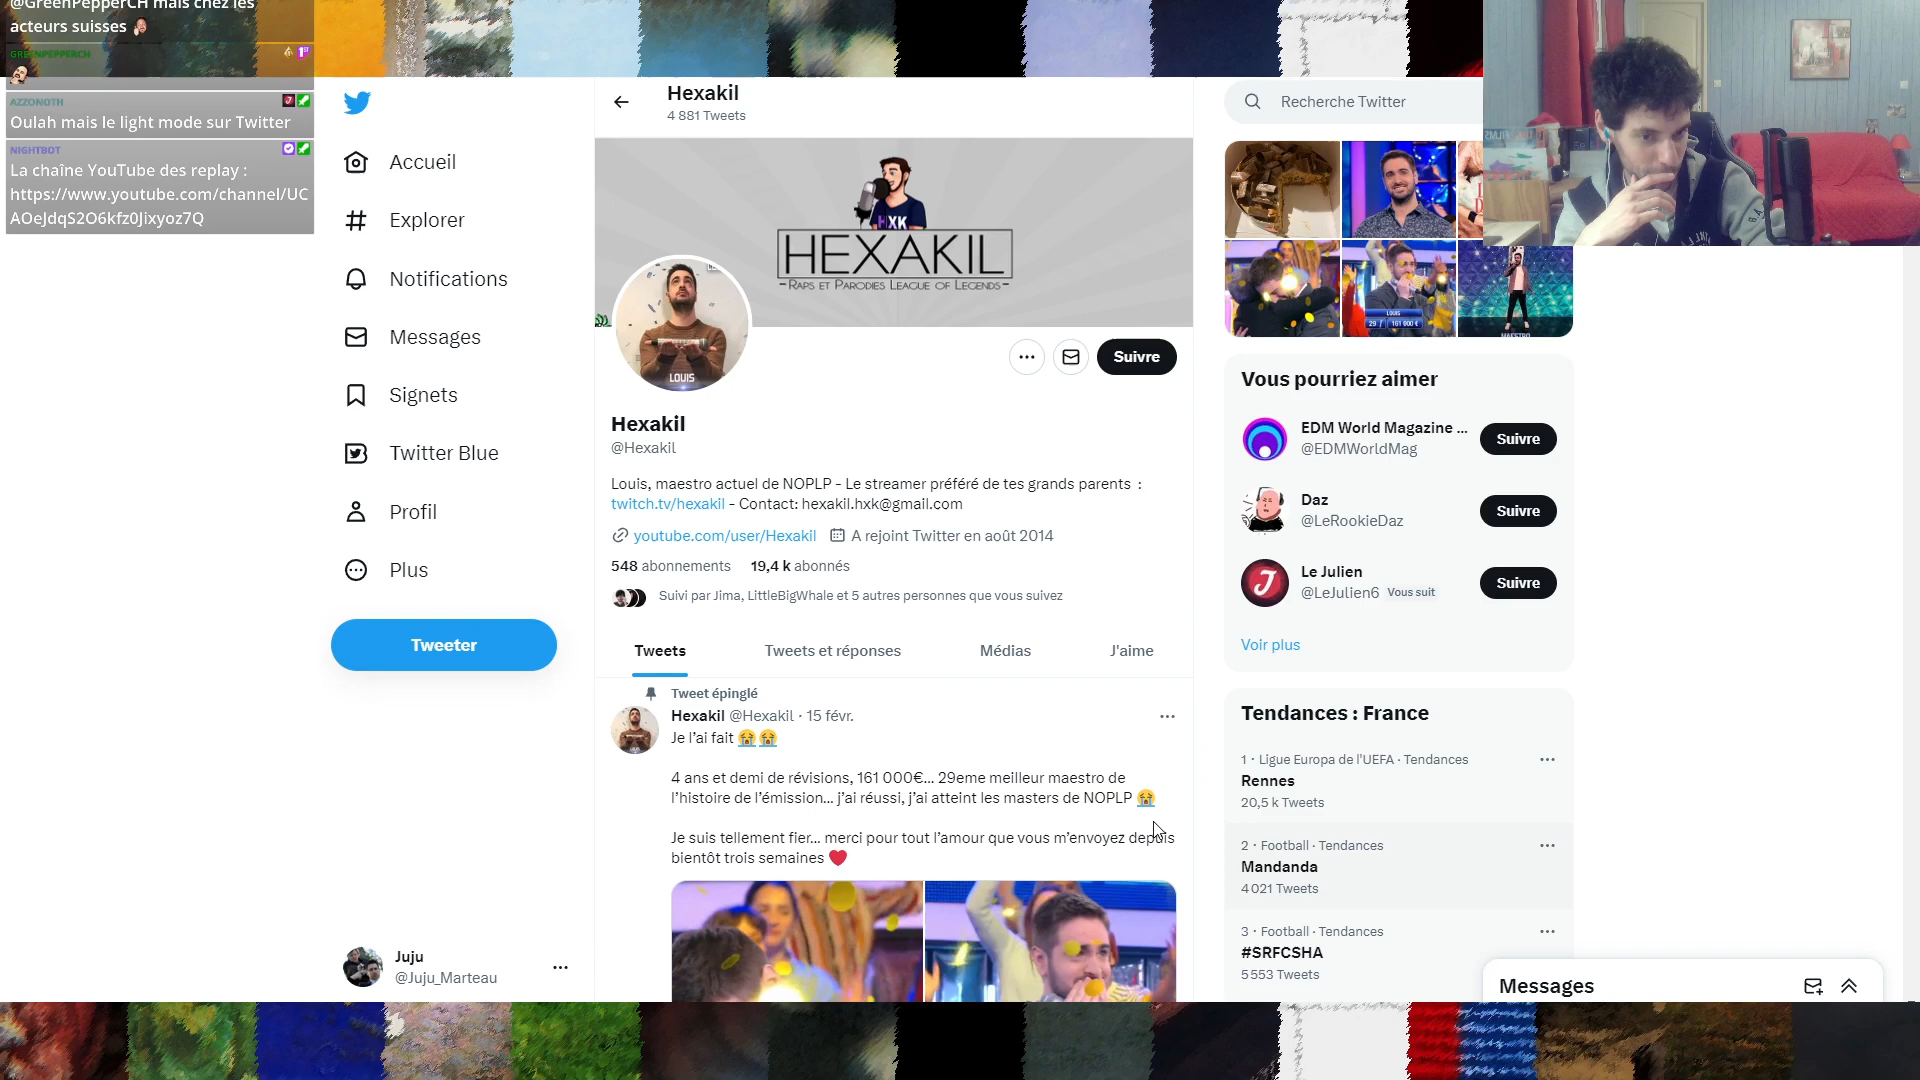 @GreenPepperCH mais chez les
acteurs suisses
GREENPEPPERCH
AZZONOTH
Oulah mais le light mode sur Twitter
NIGHTBOT
La chaîne YouTube des replay :
https://www.youtube.com/channel/UC
AOeJdqS2O6kfz0Jixyoz7Q
Accueil
Explorer
Notifications
Messages
Signets
Twitter Blue
Profil
Plus
Tweeter
Juju
@Juju_Marteau
Hexakil
4 881 Tweets
HXK
HEXAKIL
-RAPS ET PARODIES LEAGUE OF LEGENDS-
LOUIS
Suivre
Hexakil
@Hexakil
Louis, maestro actuel de NOPLP - Le streamer préféré de tes grands parents :
twitch.tv/hexakil - Contact: hexakil.hxk@gmail.com
youtube.com/user/Hexakil A rejoint Twitter en août 2014
548 abonnements 19,4 k abonnés
Suivi par Jima, LittleBigWhale et 5 autres personnes que vous suivez
Tweets Tweets et réponses Médias J'aime
Tweet épinglé
Hexakil @Hexakil · 15 févr.
Je l'ai fait 😭😭
4 ans et demi de révisions, 161 000€... 29eme meilleur maestro de
l'histoire de l'émission... j'ai réussi, j'ai atteint les masters de NOPLP 😭
Je suis tellement fier... merci pour tout l'amour que vous m'envoyez depuis
bientôt trois semaines ❤️
Recherche Twitter
LOUIS
29 161 000 €
MAESTRO
Vous pourriez aimer
EDM World Magazine ...
@EDMWorldMag
Suivre
Daz
@LeRookieDaz
Suivre
Le Julien
@LeJulien6 Vous suit
Suivre
Voir plus
Tendances : France
1 · Ligue Europa de l'UEFA · Tendances
Rennes
20,5 k Tweets
2 · Football · Tendances
Mandanda
4 021 Tweets
3 · Football · Tendances
#SRFCSHA
5 553 Tweets
Messages